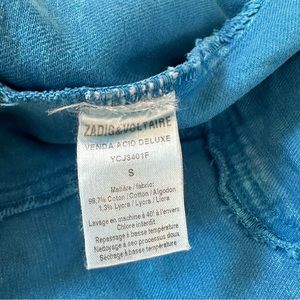 ZADIG&VOLTAIRE
VENDA ACID DELUXE
YCJ3401F
S
Matière / fabric:
98,7% Coton / Cotton / Algodon
1,3% Lycra / Lycra / Licra
Lavage en machine à 40° à l'envers
Chlore interdit
Repassage à basse température
Nettoyage à sec processus doux
Séchage à basse température